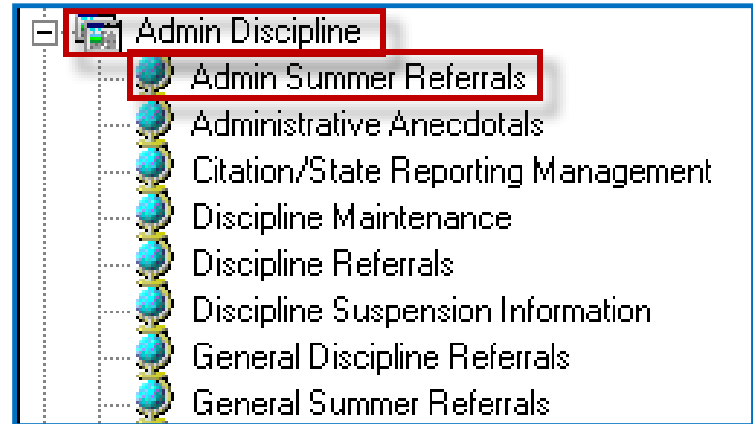 Admin Discipline
Admin Summer Referrals
Administrative Anecdotals
Citation/State Reporting Management
Discipline Maintenance
Discipline Referrals
Discipline Suspension Information
General Discipline Referrals
General Summer Referrals